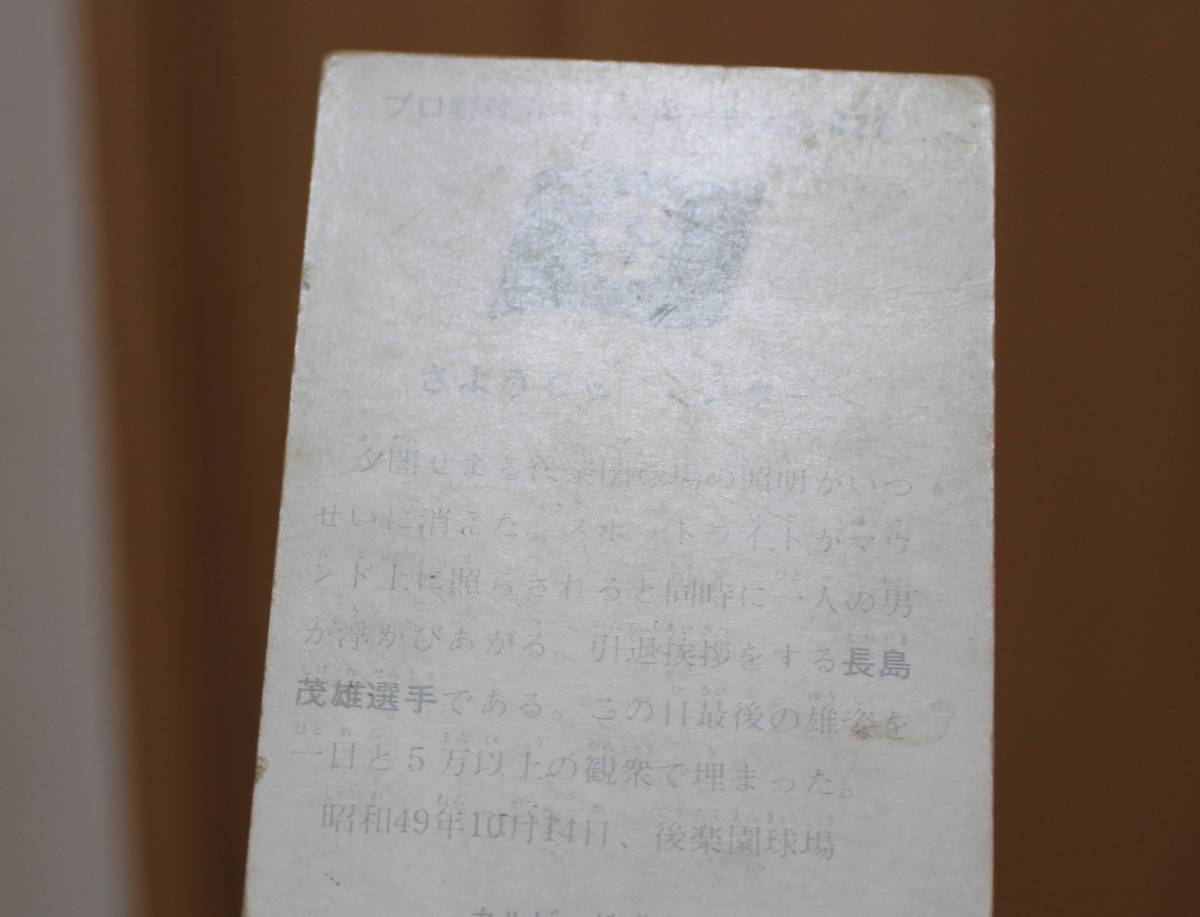 プロ野球
さよう
夕闇せまる後楽園球場の照明がいつ
せいに消えた。スポットライトがマウ
ンド上に照らされると同時に一人の男
が浮かびあがる。引退挨拶をする長島
茂雄選手である。この日最後の雄姿を
一目と5万以上の観衆で埋まった。
昭和49年10月14日、後楽園球場